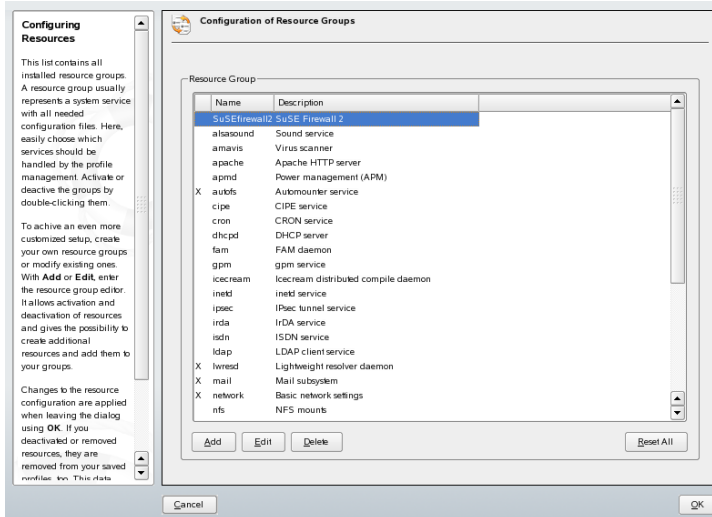 Configuring
Resources
This list contains all
installed resource groups.
A resource group usually
represents a system service
with all needed
configuration files. Here,
easily choose which
services should be
handled by the profile
management. Activate or
deactive the groups by
double-clicking them.
To achive an even more
customized setup, create
your own resource groups
or modify existing ones.
With Add or Edit, enter
the resource group editor.
It allows activation and
deactivation of resources
and gives the possibility to
create additional
resources and add them to
your groups.
Changes to the resource
configuration are applied
when leaving the dialog
using OK. If you
deactivated or removed
resources, they are
removed from your saved
profiles, too. This data
Configuration of Resource Groups
Resource Group
Name Description
SuSEfirewall2 SuSE Firewall 2
alsasound Sound service
amavis Virus scanner
apache Apache HTTP server
apmd Power management (APM)
X autofs Automounter service
cipe CIPE service
cron CRON service
dhcpd DHCP server
fam FAM daemon
gpm gpm service
icecream Icecream distributed compile daemon
inetd inetd service
ipsec IPsec tunnel service
irda IrDA service
isdn ISDN service
ldap LDAP client service
X lwresd Lightweight resolver daemon
X mail Mail subsystem
X network Basic network settings
nfs NFS mounts
Add Edit Delete Reset All
Cancel OK